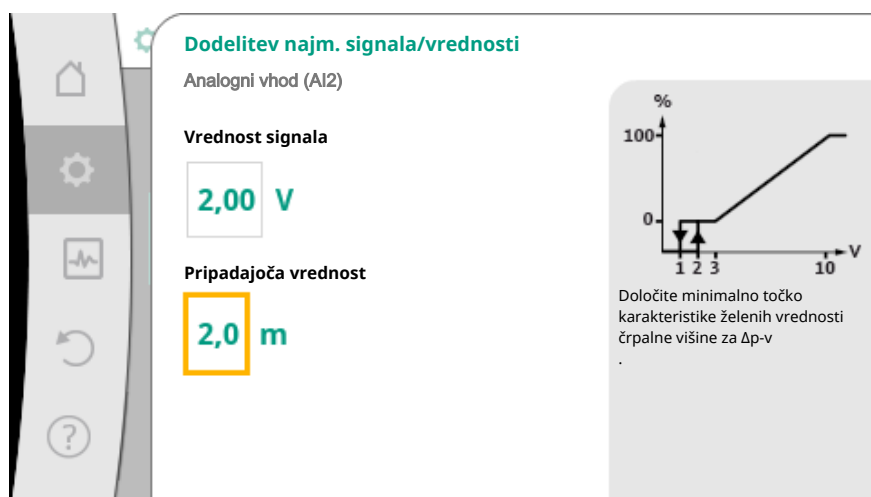 Dodelitev najm. signala/vrednosti
Analogni vhod (AI2)
Vrednost signala
2,00 V
Pripadajoča vrednost
2,0 m
%
100
0
1 2 3 10 V
Določite minimalno točko
karakteristike želenih vrednosti
črpalne višine za Δp-v
.
?